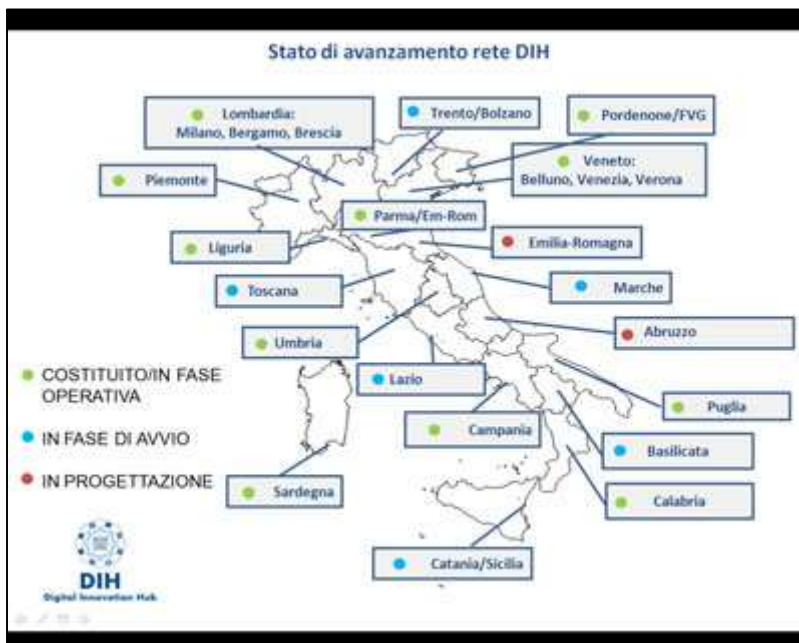 Stato di avanzamento rete DIH
Lombardia:
Milano, Bergamo, Brescia
Trento/Bolzano
Pordenone/FVG
Veneto:
Belluno, Venezia, Verona
Piemonte
Parma/Em-Rom
Liguria
Emilia-Romagna
Toscana
Marche
Umbria
Abruzzo
Lazio
COSTITUITO/IN FASE
OPERATIVA
Puglia
Campania
IN FASE DI AVVIO
Basilicata
IN PROGETTAZIONE
Sardegna
Calabria
Catania/Sicilia
DIH
Digital Innovation Hub